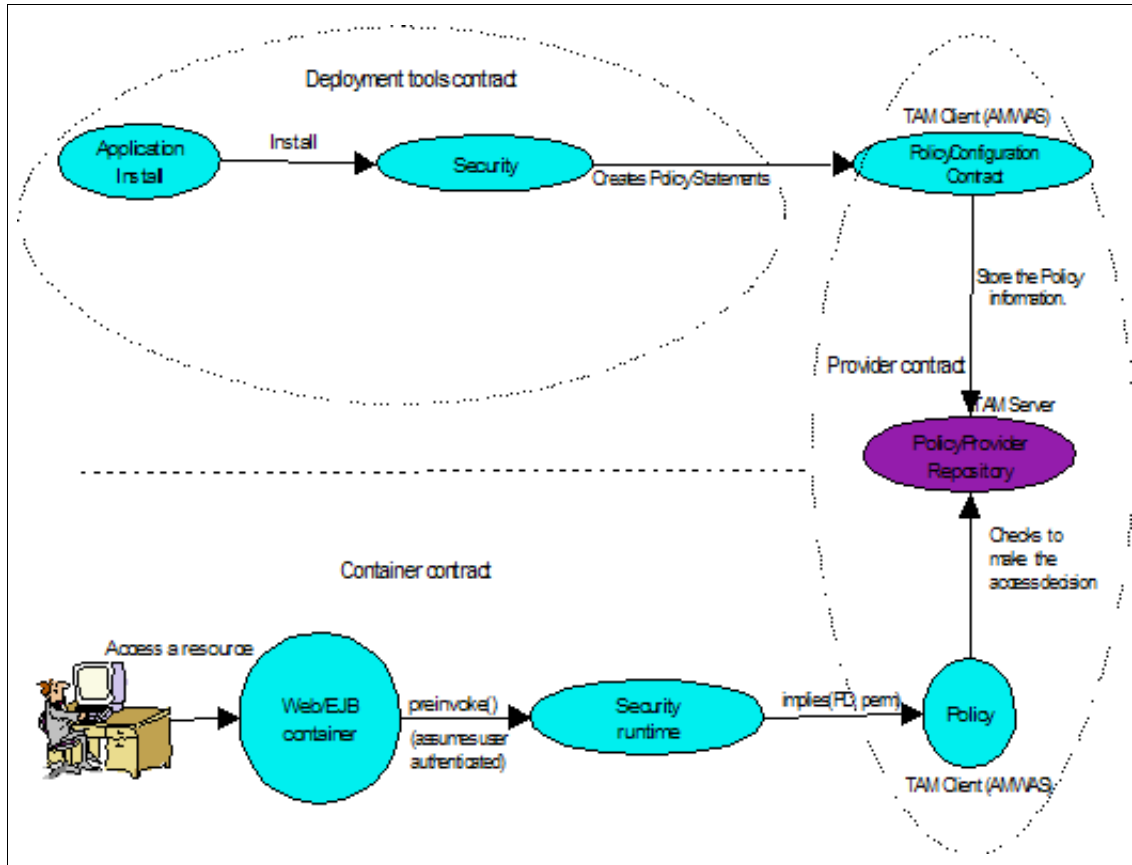 Deployment tools contract
TAM Client (AMWAS)
Application
Install
Install
Security
Creates PolicyStatements
PolicyConfiguration
Contract
Store the Policy
information.
Provider contract
TAM Server
PolicyProvider
Repository
Checks to
make the
access decision
Container contract
Access a resource
Web/EJB
container
preinvoke()
(assumes user
authenticated)
Security
runtime
implies(PD, perm)
Policy
TAM Client (AMWAS)